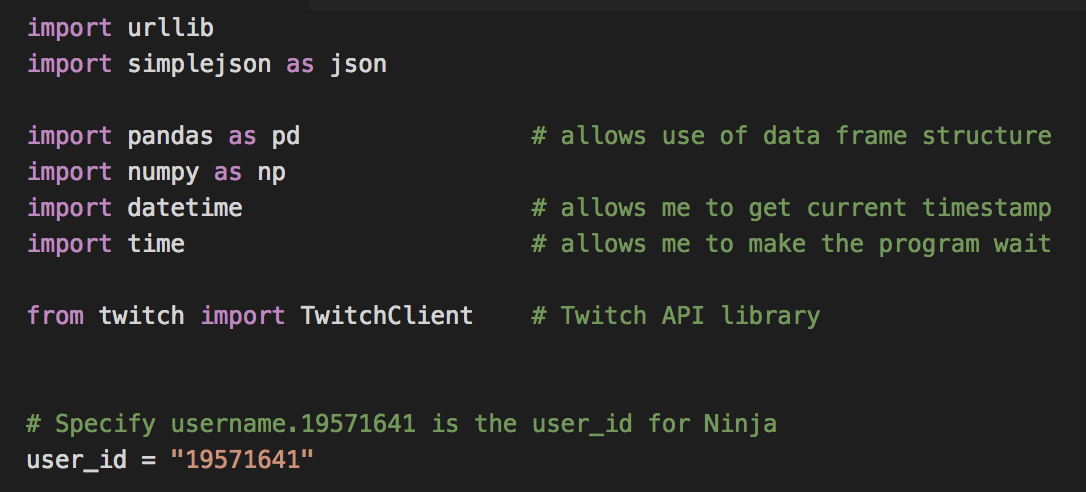 import urllib
import simplejson as json
import pandas as pd # allows use of data frame structure
import numpy as np
import datetime # allows me to get current timestamp
import time # allows me to make the program wait
from twitch import TwitchClient # Twitch API library
# Specify username.19571641 is the user_id for Ninja
user_id = "19571641"